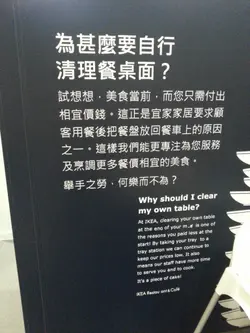 為甚麼要自行
清理餐桌面？
試想想，美食當前，而您只需付出
相宜價錢。這正是宜家家居要求顧
客用餐後把餐盤放回餐車上的原因
之一。這樣我們能更專注為您服務
及烹調更多餐價相宜的美食。
舉手之勞，何樂而不為？
Why should I clear
my own table?
At IKEA, clearing your own table
at the end of your meal is one of
the reasons you paid less at the
start! By taking your tray to a
tray station we can continue to
keep our prices low. It also
means our staff have more time
to serve you and to cook.
It's a piece of cake!
IKEA Restaurant & Café